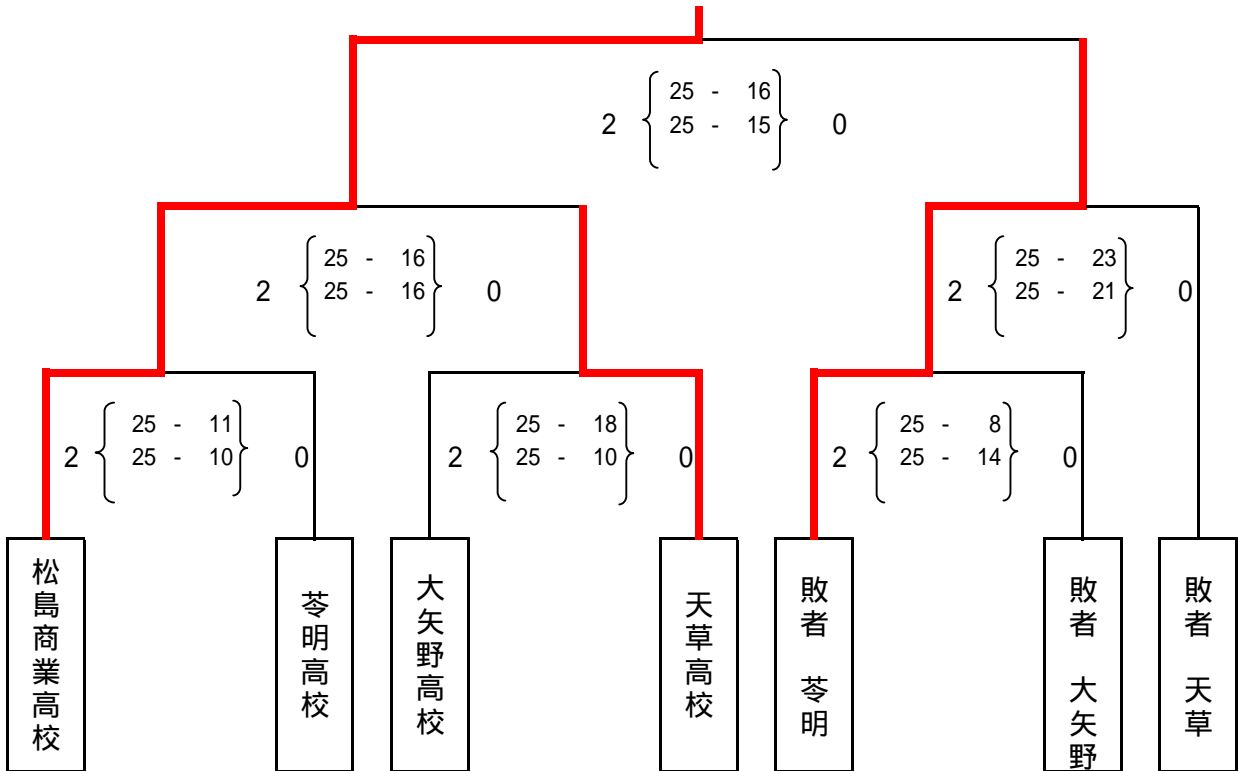 25 - 16
2 25 - 15 0
25 - 16
2 25 - 16 0
25 - 23
2 25 - 21 0
25 - 11
2 25 - 10 0
25 - 18
2 25 - 10 0
25 - 8
2 25 - 14 0
松島商業高校
苓明高校
大矢野高校
天草高校
敗者 苓明
敗者 大矢野
敗者 天草